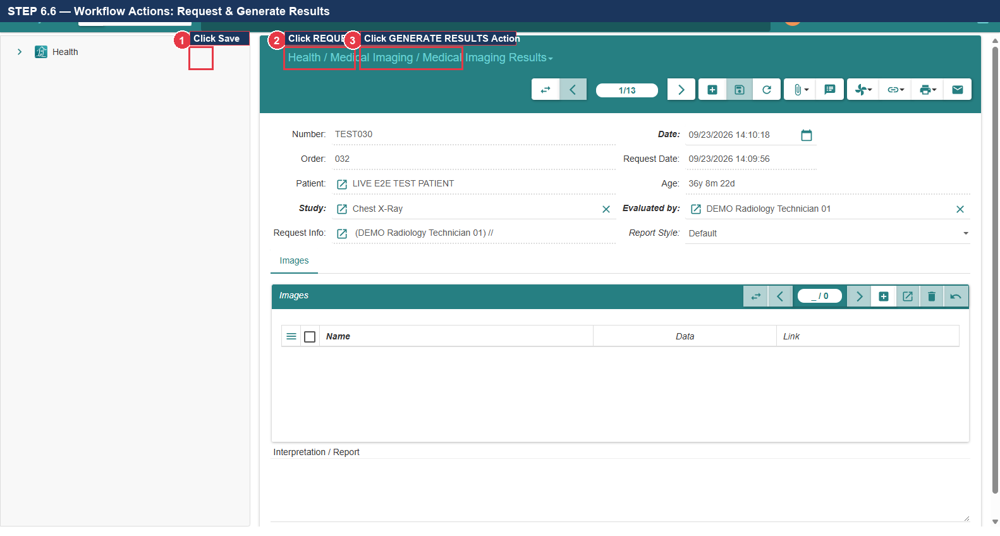 STEP 6.6 — Workflow Actions: Request & Generate Results
1 Click Save
2 Click REQUE
3 Click GENERATE RESULTS Action
Health
Health / Medical Imaging / Medical Imaging Results
1/13
Number: TEST030
Date: 09/23/2026 14:10:18
Order: 032
Request Date: 09/23/2026 14:09:56
Patient: LIVE E2E TEST PATIENT
Age: 36y 8m 22d
Study: Chest X-Ray
Evaluated by: DEMO Radiology Technician 01
Request Info: (DEMO Radiology Technician 01) //
Report Style: Default
Images
Images
_ / 0
Name Data Link
Interpretation / Report